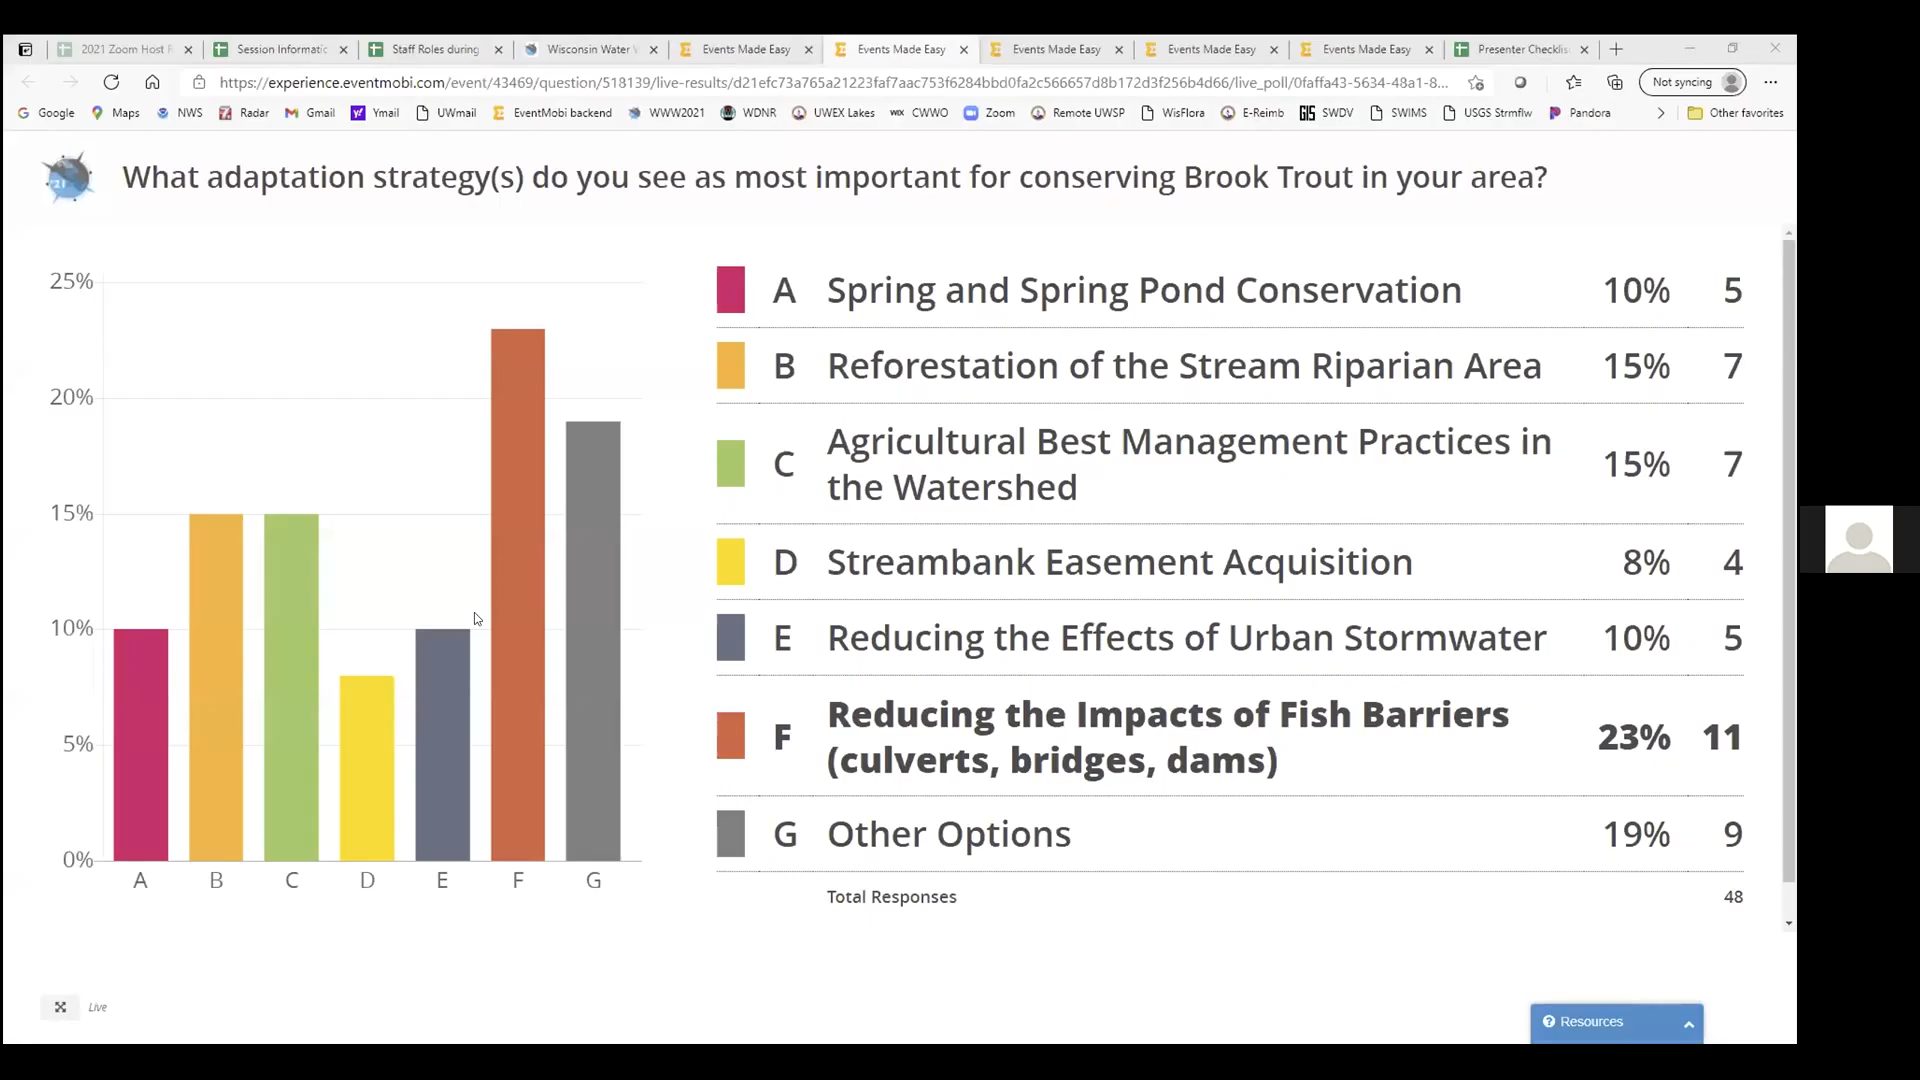 2021 Zoom Host R
Session Informatic
Staff Roles during
Wisconsin Water
Events Made Easy
Events Made Easy
Events Made Easy
Events Made Easy
Events Made Easy
Presenter Checklis
https://experience.eventmobi.com/event/43469/question/518139/live-results/d21efc73a765a21223faf7aac753f6284bbd0fa2c566657d8b172d3f256b4d66/live_poll/0faffa43-5634-48a1-8...
Not syncing
Google Maps NWS Radar Gmail Ymail UWmail EventMobi backend WWW2021 WDNR UWEX Lakes WIX CWWO Zoom Remote UWSP WisFlora E-Reimb GIS SWDV SWIMS USGS Strmflw Pandora Other favorites
What adaptation strategy(s) do you see as most important for conserving Brook Trout in your area?
25%
20%
15%
10%
5%
0%
A B C D E F G
A Spring and Spring Pond Conservation 10% 5
B Reforestation of the Stream Riparian Area 15% 7
C Agricultural Best Management Practices in
the Watershed 15% 7
D Streambank Easement Acquisition 8% 4
E Reducing the Effects of Urban Stormwater 10% 5
F Reducing the Impacts of Fish Barriers
(culverts, bridges, dams) 23% 11
G Other Options 19% 9
Total Responses 48
Live
Resources